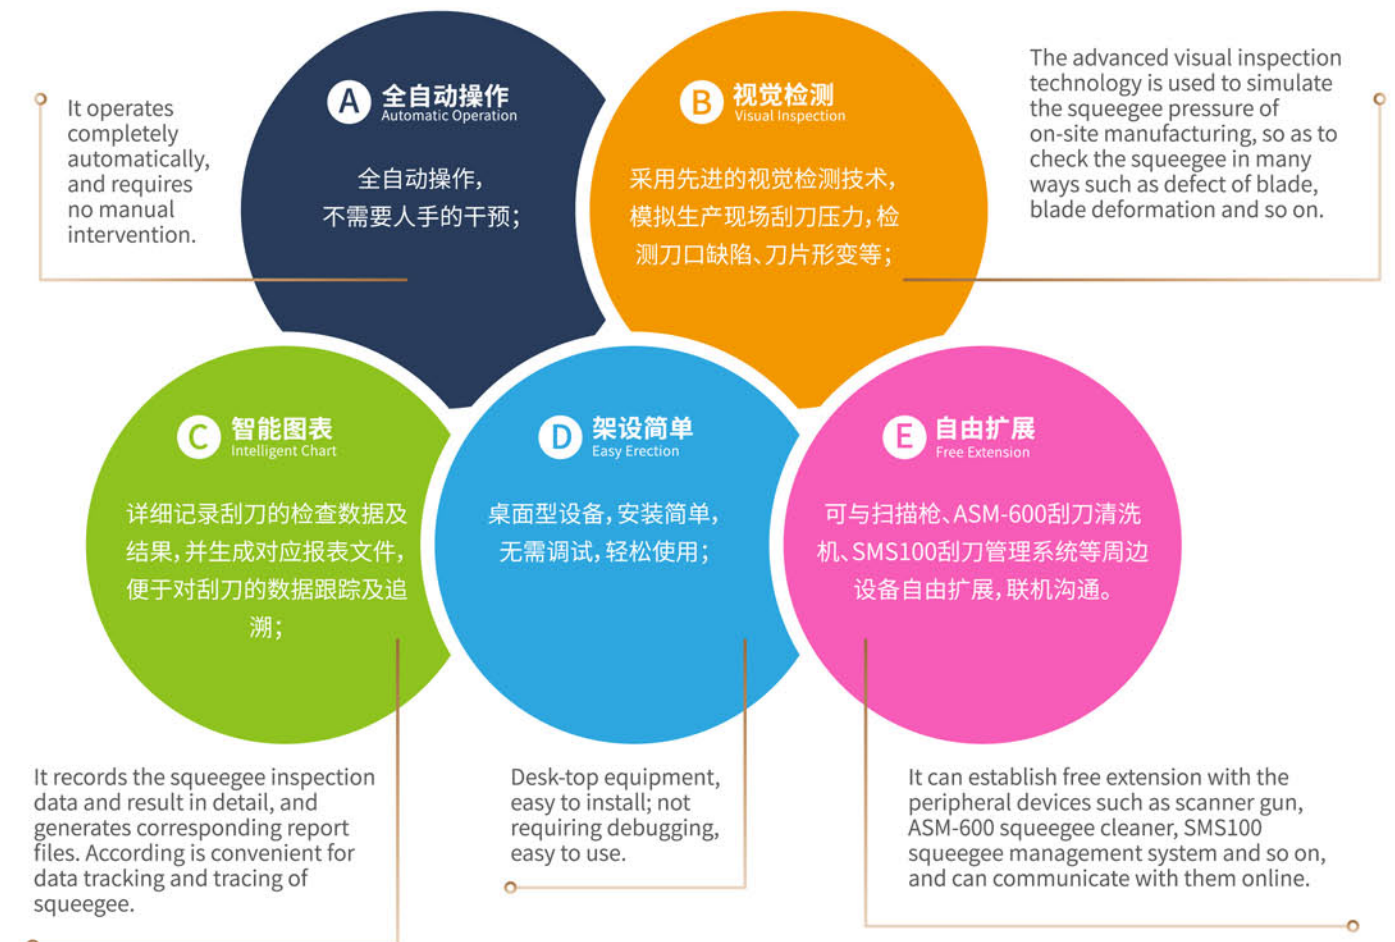 It operates
completely
automatically,
and requires
no manual
intervention.
A 全自动操作
Automatic Operation
全自动操作,
不需要人手的干预;
B 视觉检测
Visual Inspection
采用先进的视觉检测技术,
模拟生产现场刮刀压力,检
测刀口缺陷、刀片形变等;
The advanced visual inspection
technology is used to simulate
the squeegee pressure of
on-site manufacturing, so as to
check the squeegee in many
ways such as defect of blade,
blade deformation and so on.
C 智能图表
Intelligent Chart
详细记录刮刀的检查数据及
结果,并生成对应报表文件,
便于对刮刀的数据跟踪及追
溯;
D 架设简单
Easy Erection
桌面型设备,安装简单,
无需调试,轻松使用;
E 自由扩展
Free Extension
可与扫描枪、ASM-600刮刀清洗
机、SMS100刮刀管理系统等周边
设备自由扩展,联机沟通。
It records the squeegee inspection
data and result in detail, and
generates corresponding report
files. According is convenient for
data tracking and tracing of
squeegee.
Desk-top equipment,
easy to install; not
requiring debugging,
easy to use.
It can establish free extension with the
peripheral devices such as scanner gun,
ASM-600 squeegee cleaner, SMS100
squeegee management system and so on,
and can communicate with them online.